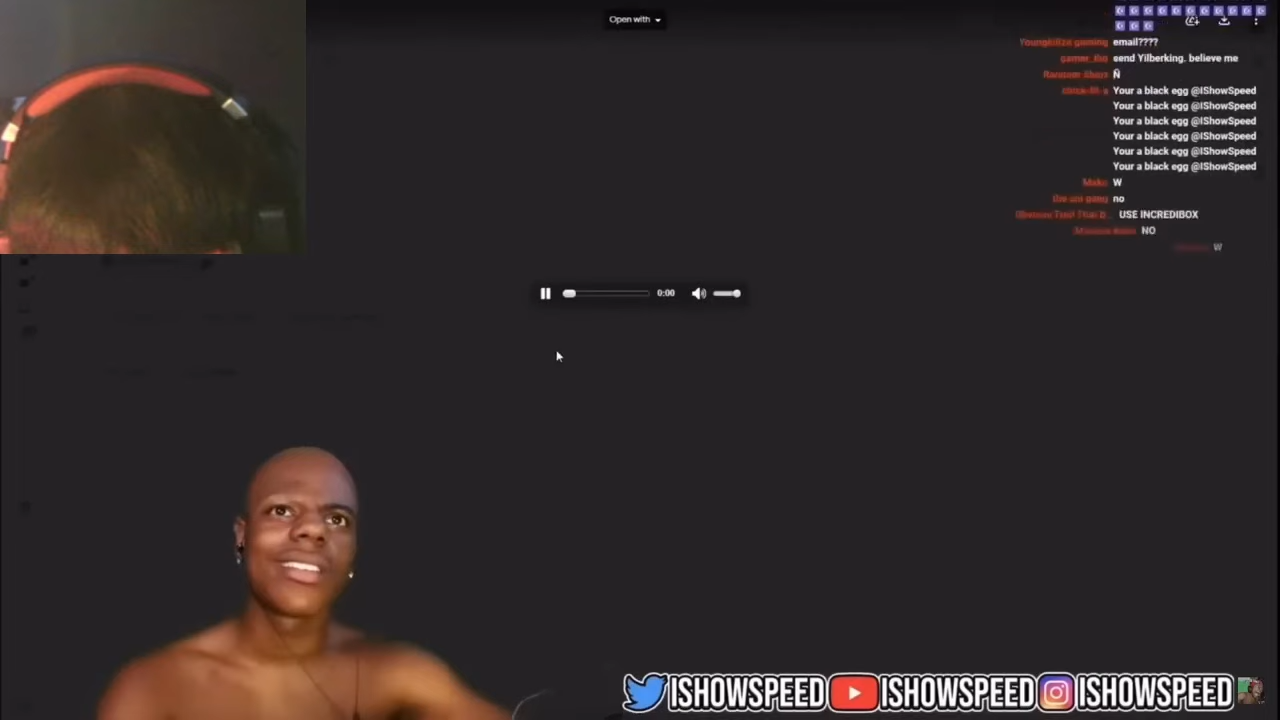 Open with
email????
send Yilberking. believe me
Ñ
Your a black egg @IShowSpeed
Your a black egg @IShowSpeed
Your a black egg @IShowSpeed
Your a black egg @IShowSpeed
Your a black egg @IShowSpeed
Your a black egg @IShowSpeed
W
no
USE INCREDIBOX
NO
W
0:00
ISHOWSPEED ISHOWSPEED ISHOWSPEED